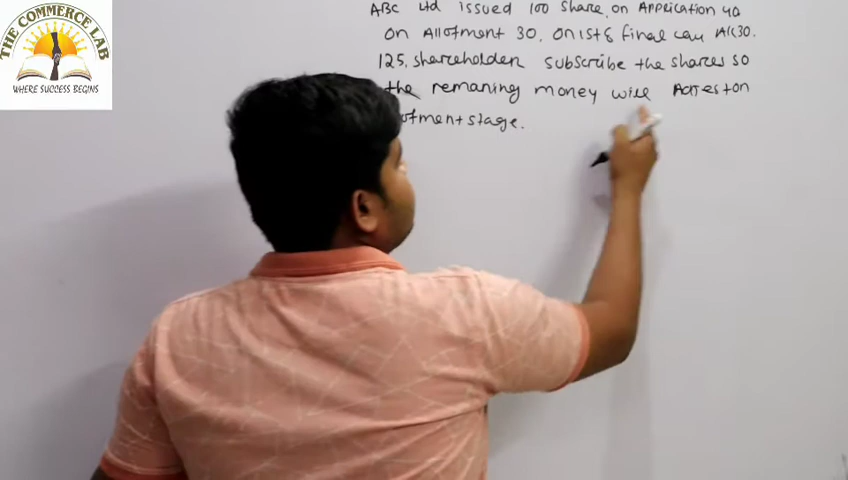 THE COMMERCE LAB
WHERE SUCCESS BEGINS
ABC Ltd issued 100 share, on Application 40
on Allotment 30, on 1st & final call
125, shareholder subscribe the shares so
the remaning money will on
otment stage.